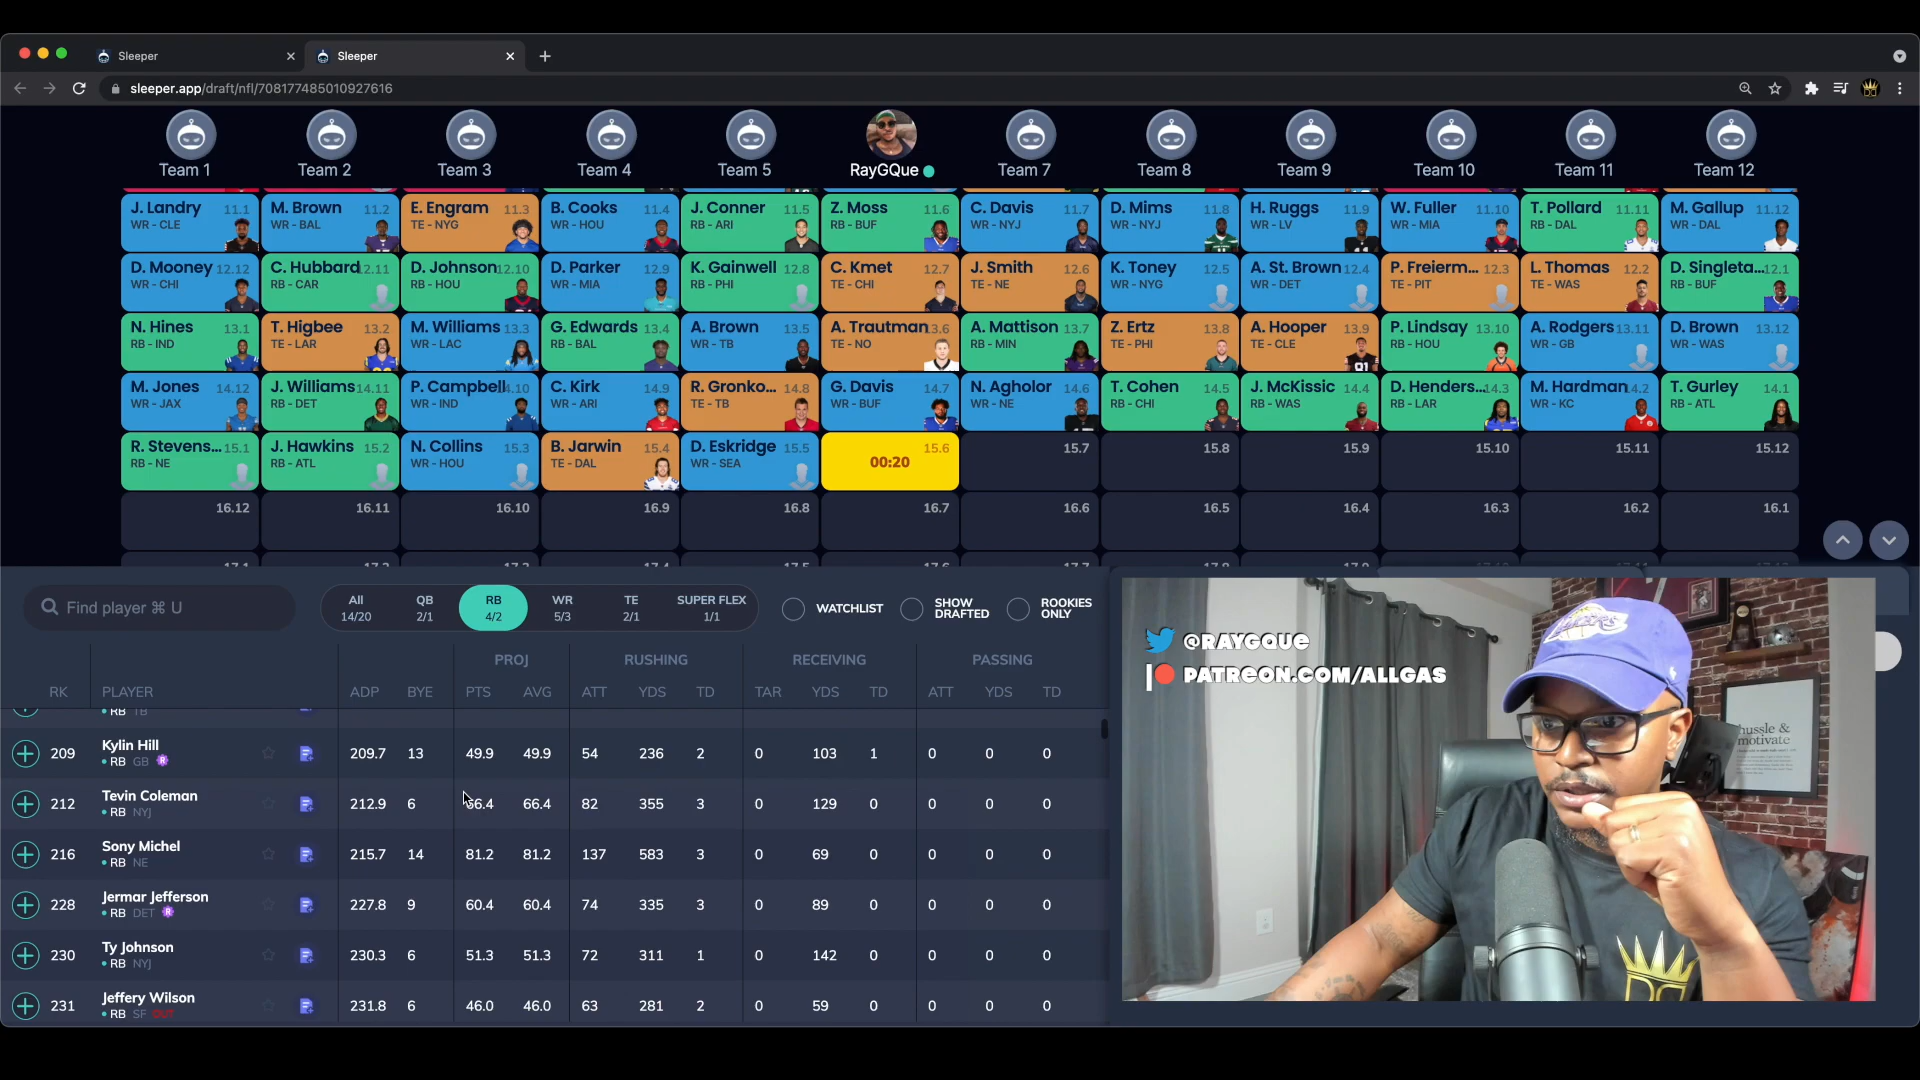 Sleeper
Sleeper
sleeper.app/draft/nfl/708177485010927616
Team 1
Team 2
Team 3
Team 4
Team 5
RayGQue
Team 7
Team 8
Team 9
Team 10
Team 11
Team 12
J. Landry 11.1 WR - CLE
M. Brown 11.2 WR - BAL
E. Engram 11.3 TE - NYG
B. Cooks 11.4 WR - HOU
J. Conner 11.5 RB - ARI
Z. Moss 11.6 RB - BUF
C. Davis 11.7 WR - NYJ
D. Mims 11.8 WR - NYJ
H. Ruggs 11.9 WR - LV
W. Fuller 11.10 WR - MIA
T. Pollard 11.11 RB - DAL
M. Gallup 11.12 WR - DAL
D. Mooney 12.12 WR - CHI
C. Hubbard 12.11 RB - CAR
D. Johnson 12.10 RB - HOU
D. Parker 12.9 WR - MIA
K. Gainwell 12.8 RB - PHI
C. Kmet 12.7 TE - CHI
J. Smith 12.6 TE - NE
K. Toney 12.5 WR - NYG
A. St. Brown 12.4 WR - DET
P. Freierm... 12.3 TE - PIT
L. Thomas 12.2 TE - WAS
D. Singleta... 12.1 RB - BUF
N. Hines 13.1 RB - IND
T. Higbee 13.2 TE - LAR
M. Williams 13.3 WR - LAC
G. Edwards 13.4 RB - BAL
A. Brown 13.5 WR - TB
A. Trautman 13.6 TE - NO
A. Mattison 13.7 RB - MIN
Z. Ertz 13.8 TE - PHI
A. Hooper 13.9 TE - CLE
P. Lindsay 13.10 RB - HOU
A. Rodgers 13.11 WR - GB
D. Brown 13.12 WR - WAS
M. Jones 14.12 WR - JAX
J. Williams 14.11 RB - DET
P. Campbell 14.10 WR - IND
C. Kirk 14.9 WR - ARI
R. Gronko... 14.8 TE - TB
G. Davis 14.7 WR - BUF
N. Agholor 14.6 WR - NE
T. Cohen 14.5 RB - CHI
J. McKissic 14.4 RB - WAS
D. Henders... 14.3 RB - LAR
M. Hardman 14.2 WR - KC
T. Gurley 14.1 RB - ATL
R. Stevens... 15.1 RB - NE
J. Hawkins 15.2 RB - ATL
N. Collins 15.3 WR - HOU
B. Jarwin 15.4 TE - DAL
D. Eskridge 15.5 WR - SEA
00:20 15.6
15.7
15.8
15.9
15.10
15.11
15.12
16.12
16.11
16.10
16.9
16.8
16.7
16.6
16.5
16.4
16.3
16.2
16.1
Find player ⌘ U
All 14/20
QB 2/1
RB 4/2
WR 5/3
TE 2/1
SUPER FLEX 1/1
WATCHLIST
SHOW DRAFTED
ROOKIES ONLY
PROJ RUSHING RECEIVING PASSING
RK PLAYER ADP BYE PTS AVG ATT YDS TD TAR YDS TD ATT YDS TD
RB TB
209 Kylin Hill RB GB R 209.7 13 49.9 49.9 54 236 2 0 103 1 0 0 0
212 Tevin Coleman RB NYJ 212.9 6 66.4 66.4 82 355 3 0 129 0 0 0 0
216 Sony Michel RB NE 215.7 14 81.2 81.2 137 583 3 0 69 0 0 0 0
228 Jermar Jefferson RB DET R 227.8 9 60.4 60.4 74 335 3 0 89 0 0 0 0
230 Ty Johnson RB NYJ 230.3 6 51.3 51.3 72 311 1 0 142 0 0 0 0
231 Jeffery Wilson RB SF OUT 231.8 6 46.0 46.0 63 281 2 0 59 0 0 0 0
@RAYGQUE
PATREON.COM/ALLGAS
hussle & motivate